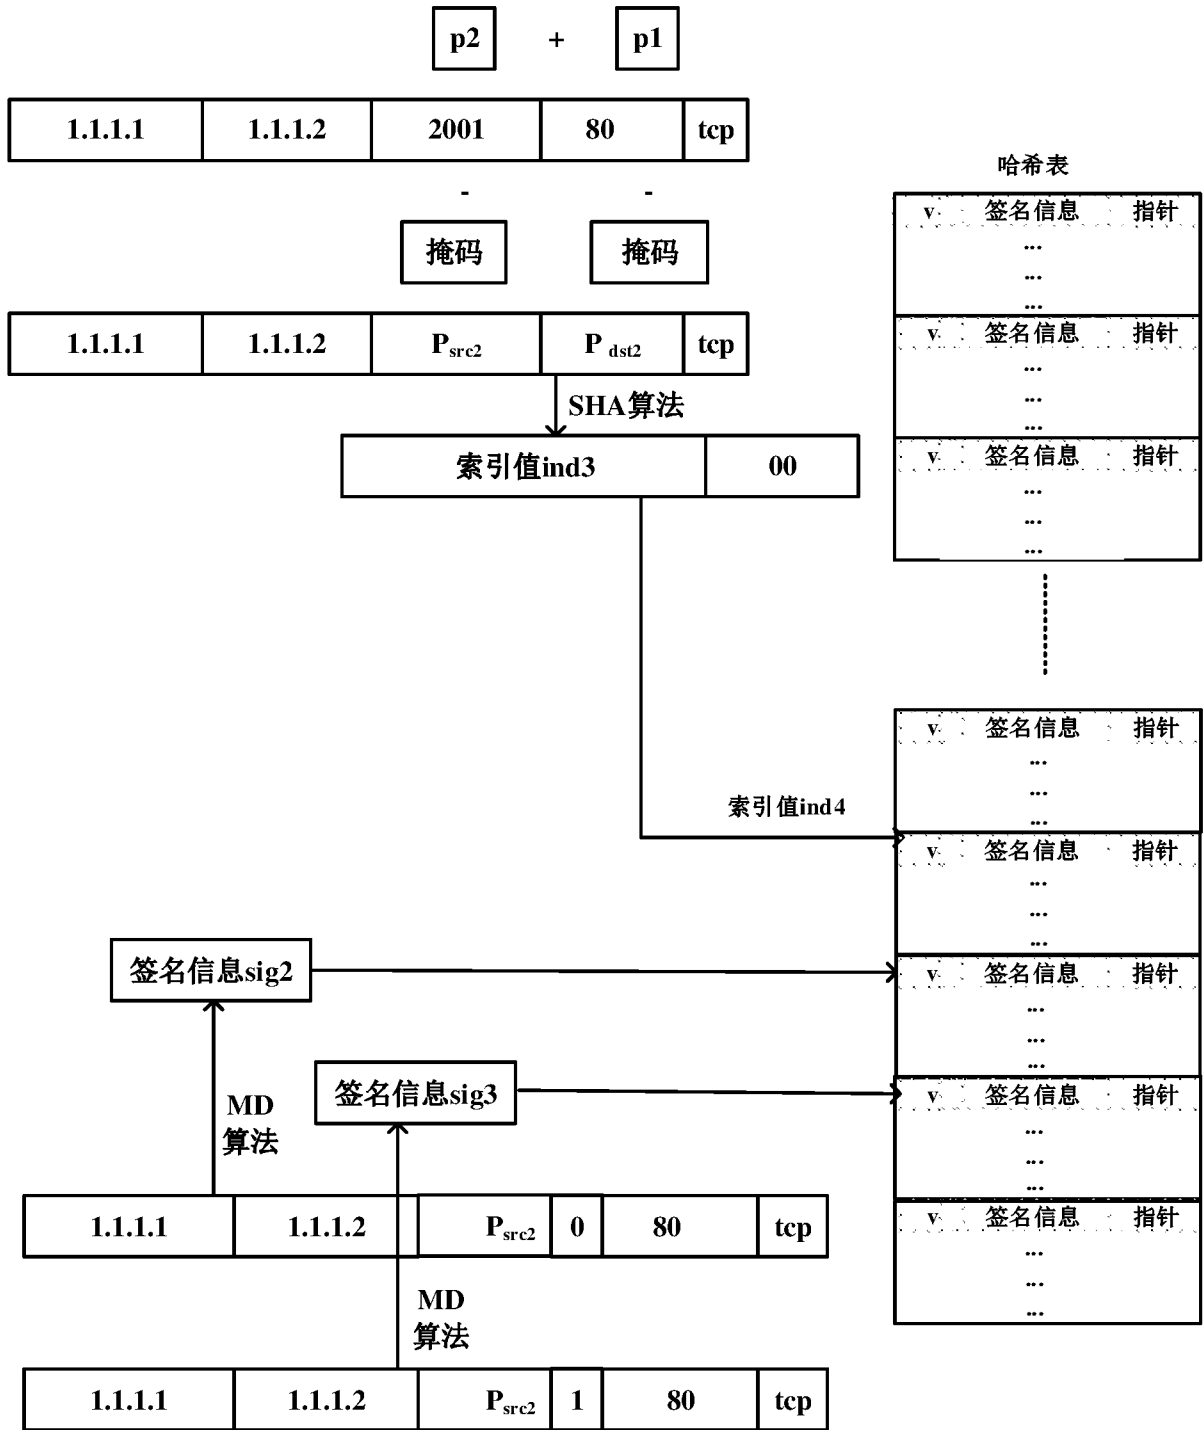 p2 + p1
1.1.1.1 1.1.1.2 2001 80 tcp
- -
掩码 掩码
1.1.1.1 1.1.1.2 Psrc2 P dst2 tcp
SHA算法
索引值ind3 00
哈希表
v 签名信息 指针
...
...
...
v 签名信息 指针
...
...
...
v 签名信息 指针
...
...
...
v 签名信息 指针
...
...
...
索引值ind4
v 签名信息 指针
...
...
...
签名信息sig2
v 签名信息 指针
...
...
...
签名信息sig3
v 签名信息 指针
...
...
...
MD
算法
1.1.1.1 1.1.1.2 Psrc2 0 80 tcp
v 签名信息 指针
...
...
...
MD
算法
1.1.1.1 1.1.1.2 Psrc2 1 80 tcp